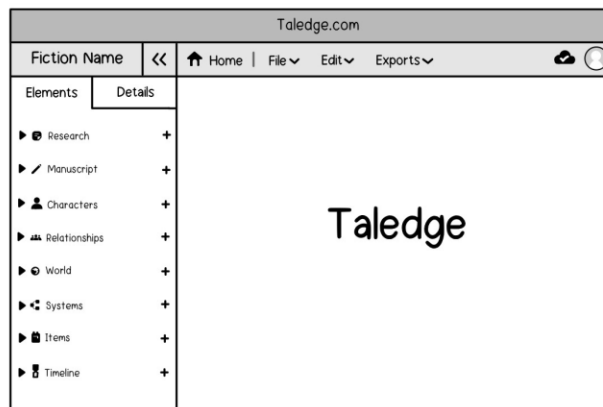 Taledge.com
Fiction Name
Home | File Edit Exports
Elements Details
Research
Manuscript
Characters
Relationships
World
Systems
Items
Timeline
Taledge